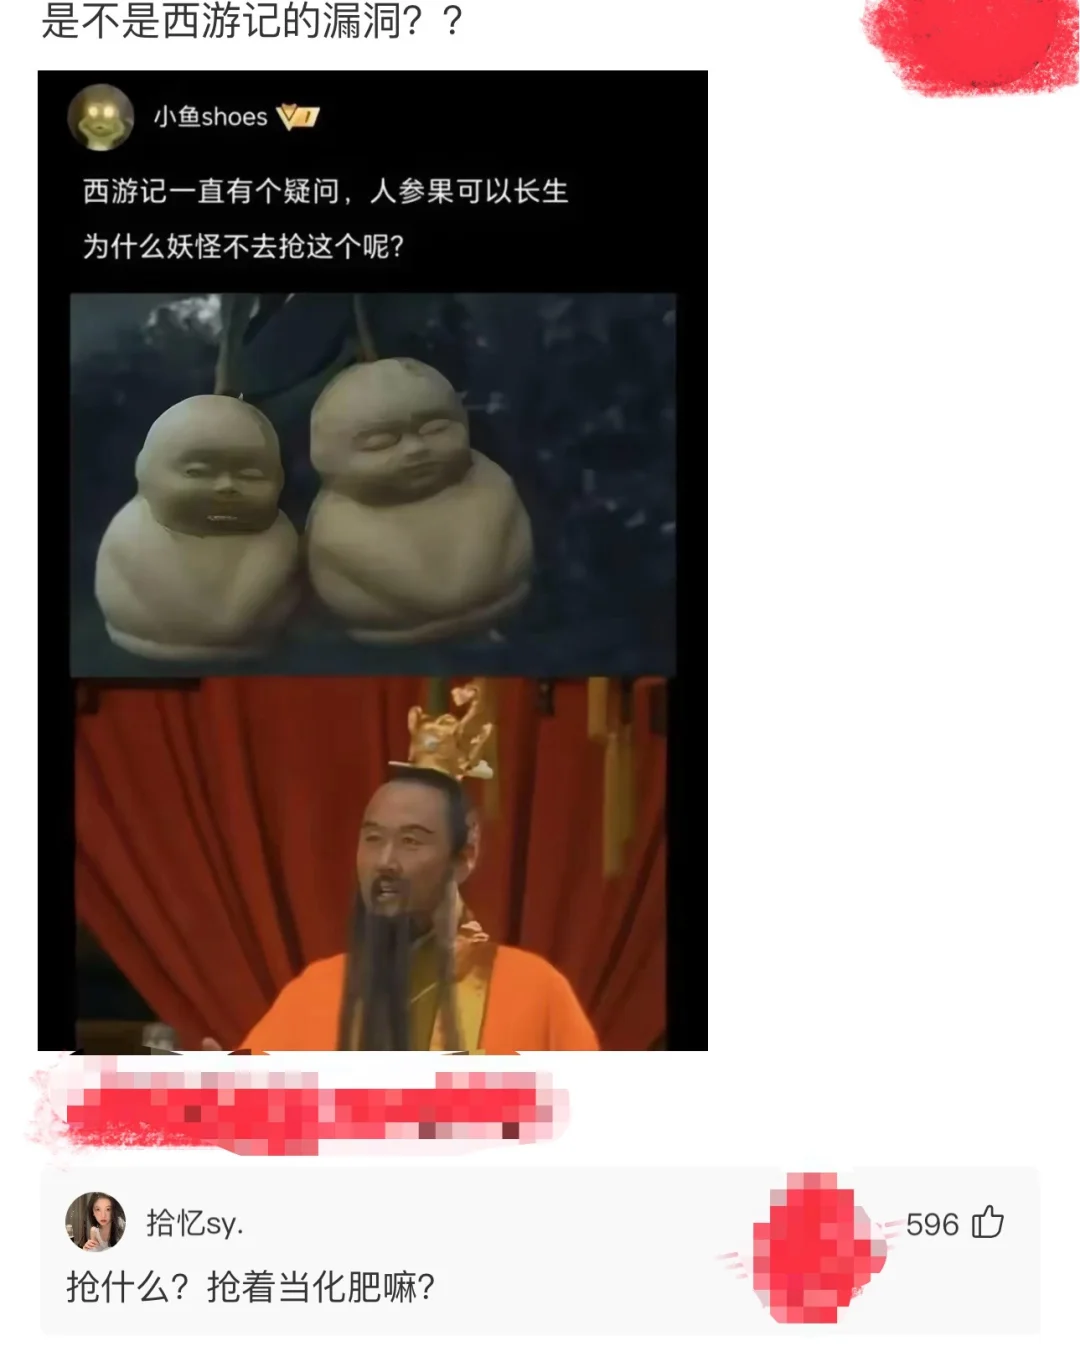 是不是西游记的漏洞？？
小鱼shoes
西游记一直有个疑问，人参果可以长生
为什么妖怪不去抢这个呢？
拾忆sy.
596
抢什么？抢着当化肥嘛？